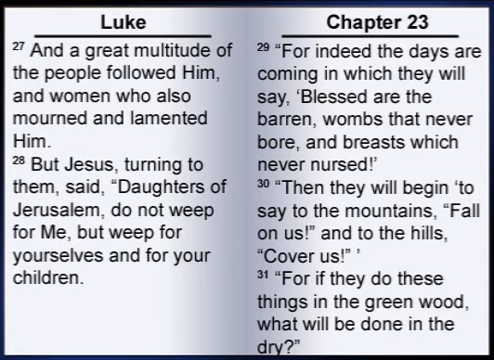 Luke
27 And a great multitude of
the people followed Him,
and women who also
mourned and lamented
Him.
28 But Jesus, turning to
them, said, “Daughters of
Jerusalem, do not weep
for Me, but weep for
yourselves and for your
children.
Chapter 23
29 “For indeed the days are
coming in which they will
say, ‘Blessed are the
barren, wombs that never
bore, and breasts which
never nursed!’
30 “Then they will begin ‘to
say to the mountains, “Fall
on us!” and to the hills,
“Cover us!” ’
31 “For if they do these
things in the green wood,
what will be done in the
dry?”